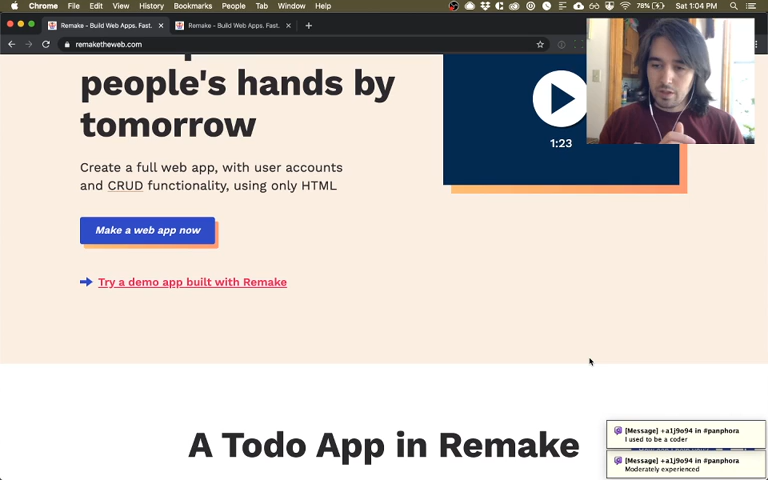 Chrome File Edit View History Bookmarks People Tab Window Help 78% Sat 1:04 PM
Remake - Build Web Apps. Fast. Remake - Build Web Apps. Fast.
remaketheweb.com
people's hands by
tomorrow
1:23
Create a full web app, with user accounts
and CRUD functionality, using only HTML
Make a web app now
Try a demo app built with Remake
A Todo App in Remake
[Message] +a1j9o94 in #panphora
I used to be a coder
[Message] +a1j9o94 in #panphora
Moderately experienced